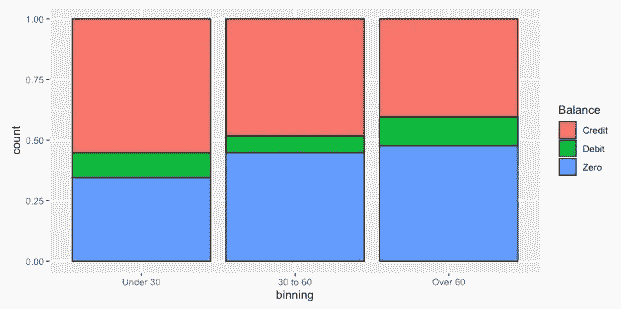 1.00
0.75
0.50
0.25
0.00
count
Under 30
30 to 60
Over 60
binning
Balance
Credit
Debit
Zero